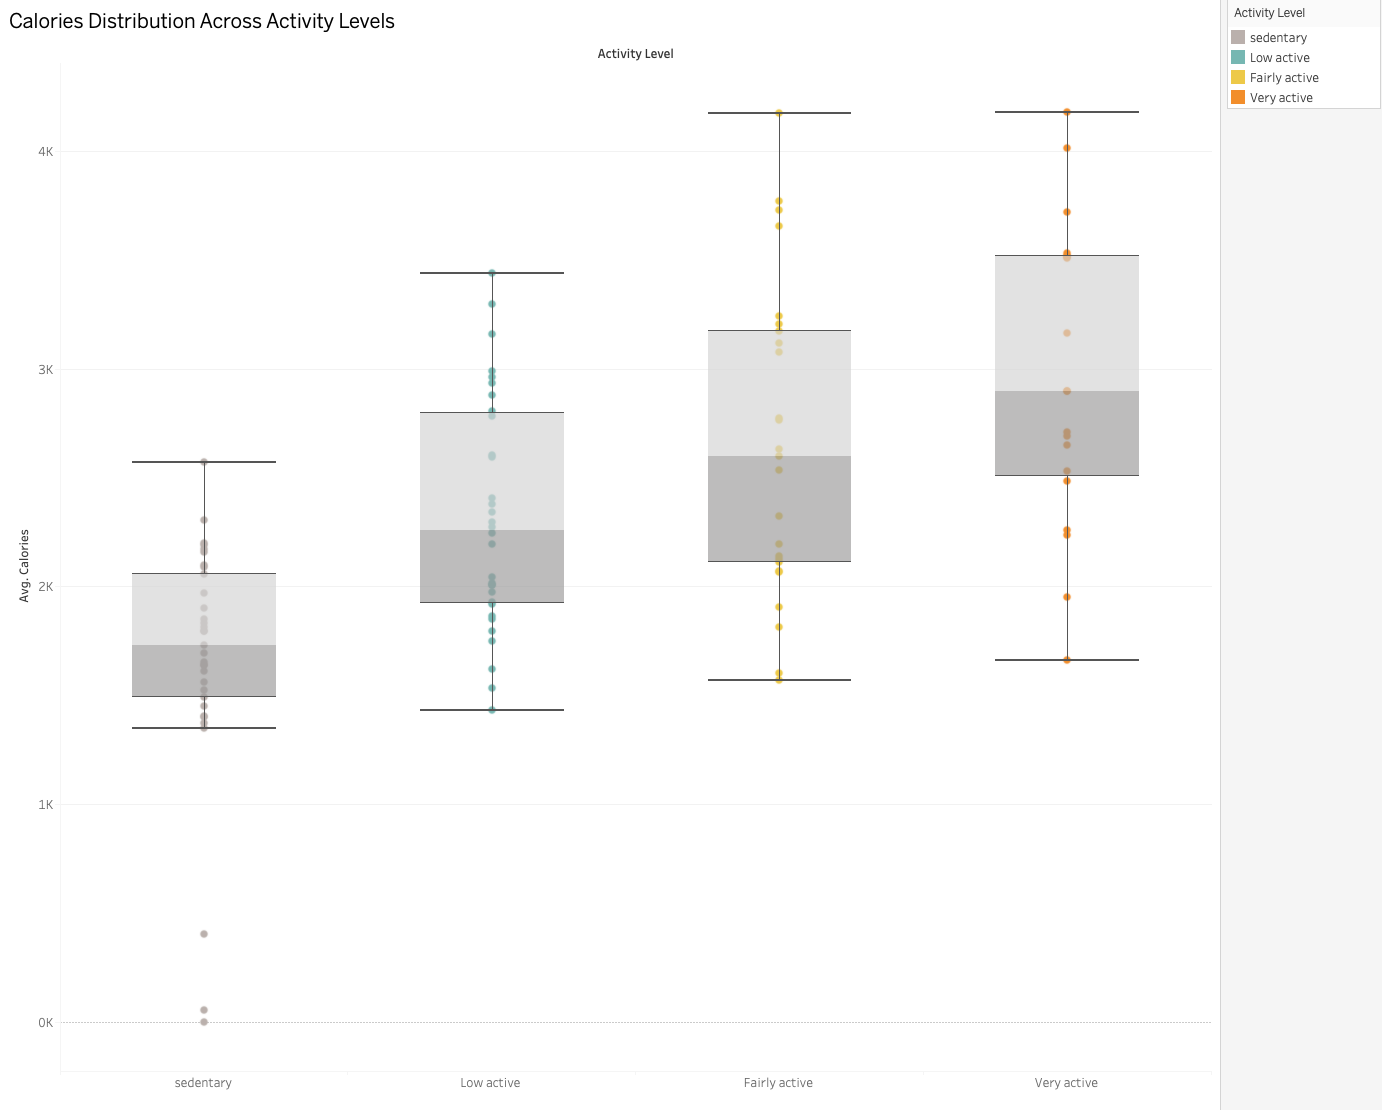 Calories Distribution Across Activity Levels
Activity Level
sedentary
Low active
Fairly active
Very active
Activity Level
4K
3K
2K
1K
0K
Avg. Calories
sedentary
Low active
Fairly active
Very active